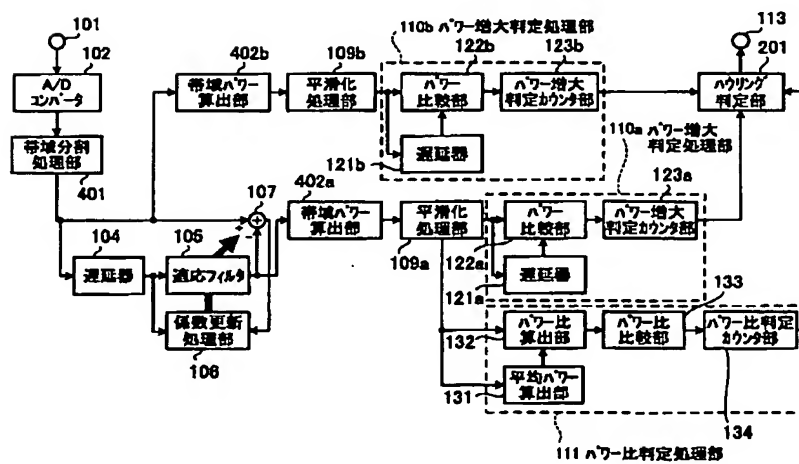 101
102
A/D
コンバータ
帯域分割
処理部
401
402b
帯域パワー
算出部
109b
平滑化
処理部
110b パワー増大判定処理部
122b
パワー
比較部
123b
パワー増大
判定カウンタ部
121b
遅延器
113
201
ハウリング
判定部
110a パワー増大
判定処理部
104
遅延器
105
適応フィルタ
107
+
-
係数更新
処理部
106
402a
帯域パワー
算出部
平滑化
処理部
109a
パワー
比較部
122a
123a
パワー増大
判定カウンタ部
遅延器
121a
133
132
パワー比
算出部
パワー比
比較部
パワー比判定
カウンタ部
131
平均パワー
算出部
134
111 パワー比判定処理部